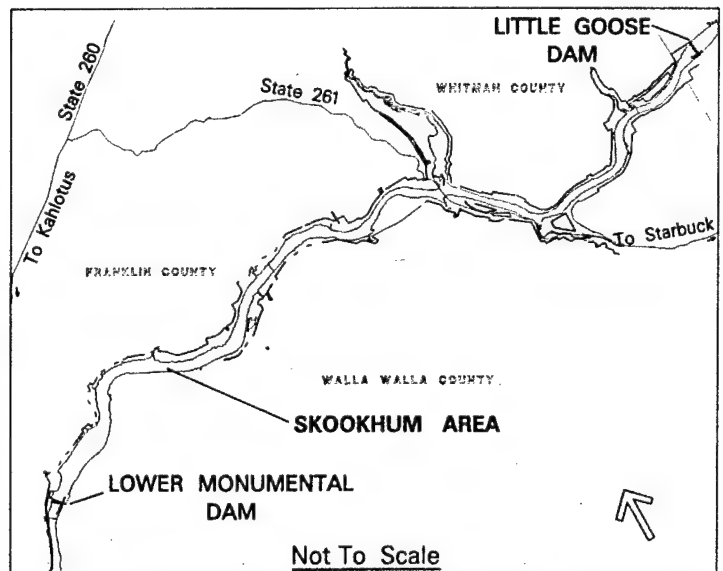 LITTLE GOOSE
DAM
State 260
State 261
WHITMAN COUNTY
To Kahlotus
To Starbuck
FRANKLIN COUNTY
WALLA WALLA COUNTY
SKOOKHUM AREA
LOWER MONUMENTAL
DAM
Not To Scale